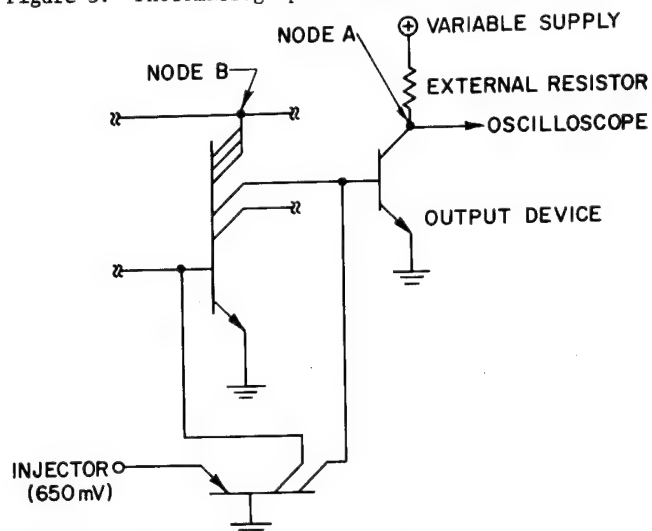 NODE A
VARIABLE SUPPLY
NODE B
EXTERNAL RESISTOR
OSCILLOSCOPE
OUTPUT DEVICE
INJECTOR
(650 mV)